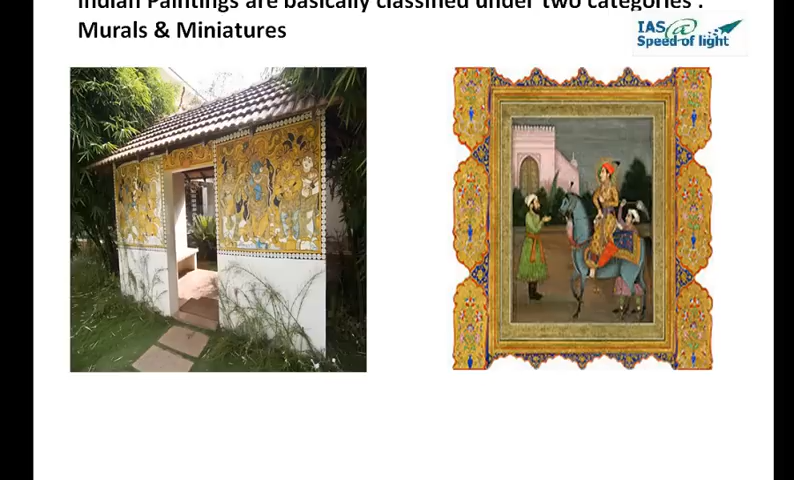 Indian Paintings are basically classified under two categories :
Murals & Miniatures
IAS@
Speed of light